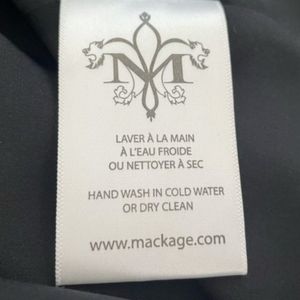 M
LAVER À LA MAIN
À L'EAU FROIDE
OU NETTOYER À SEC
HAND WASH IN COLD WATER
OR DRY CLEAN
www.mackage.com